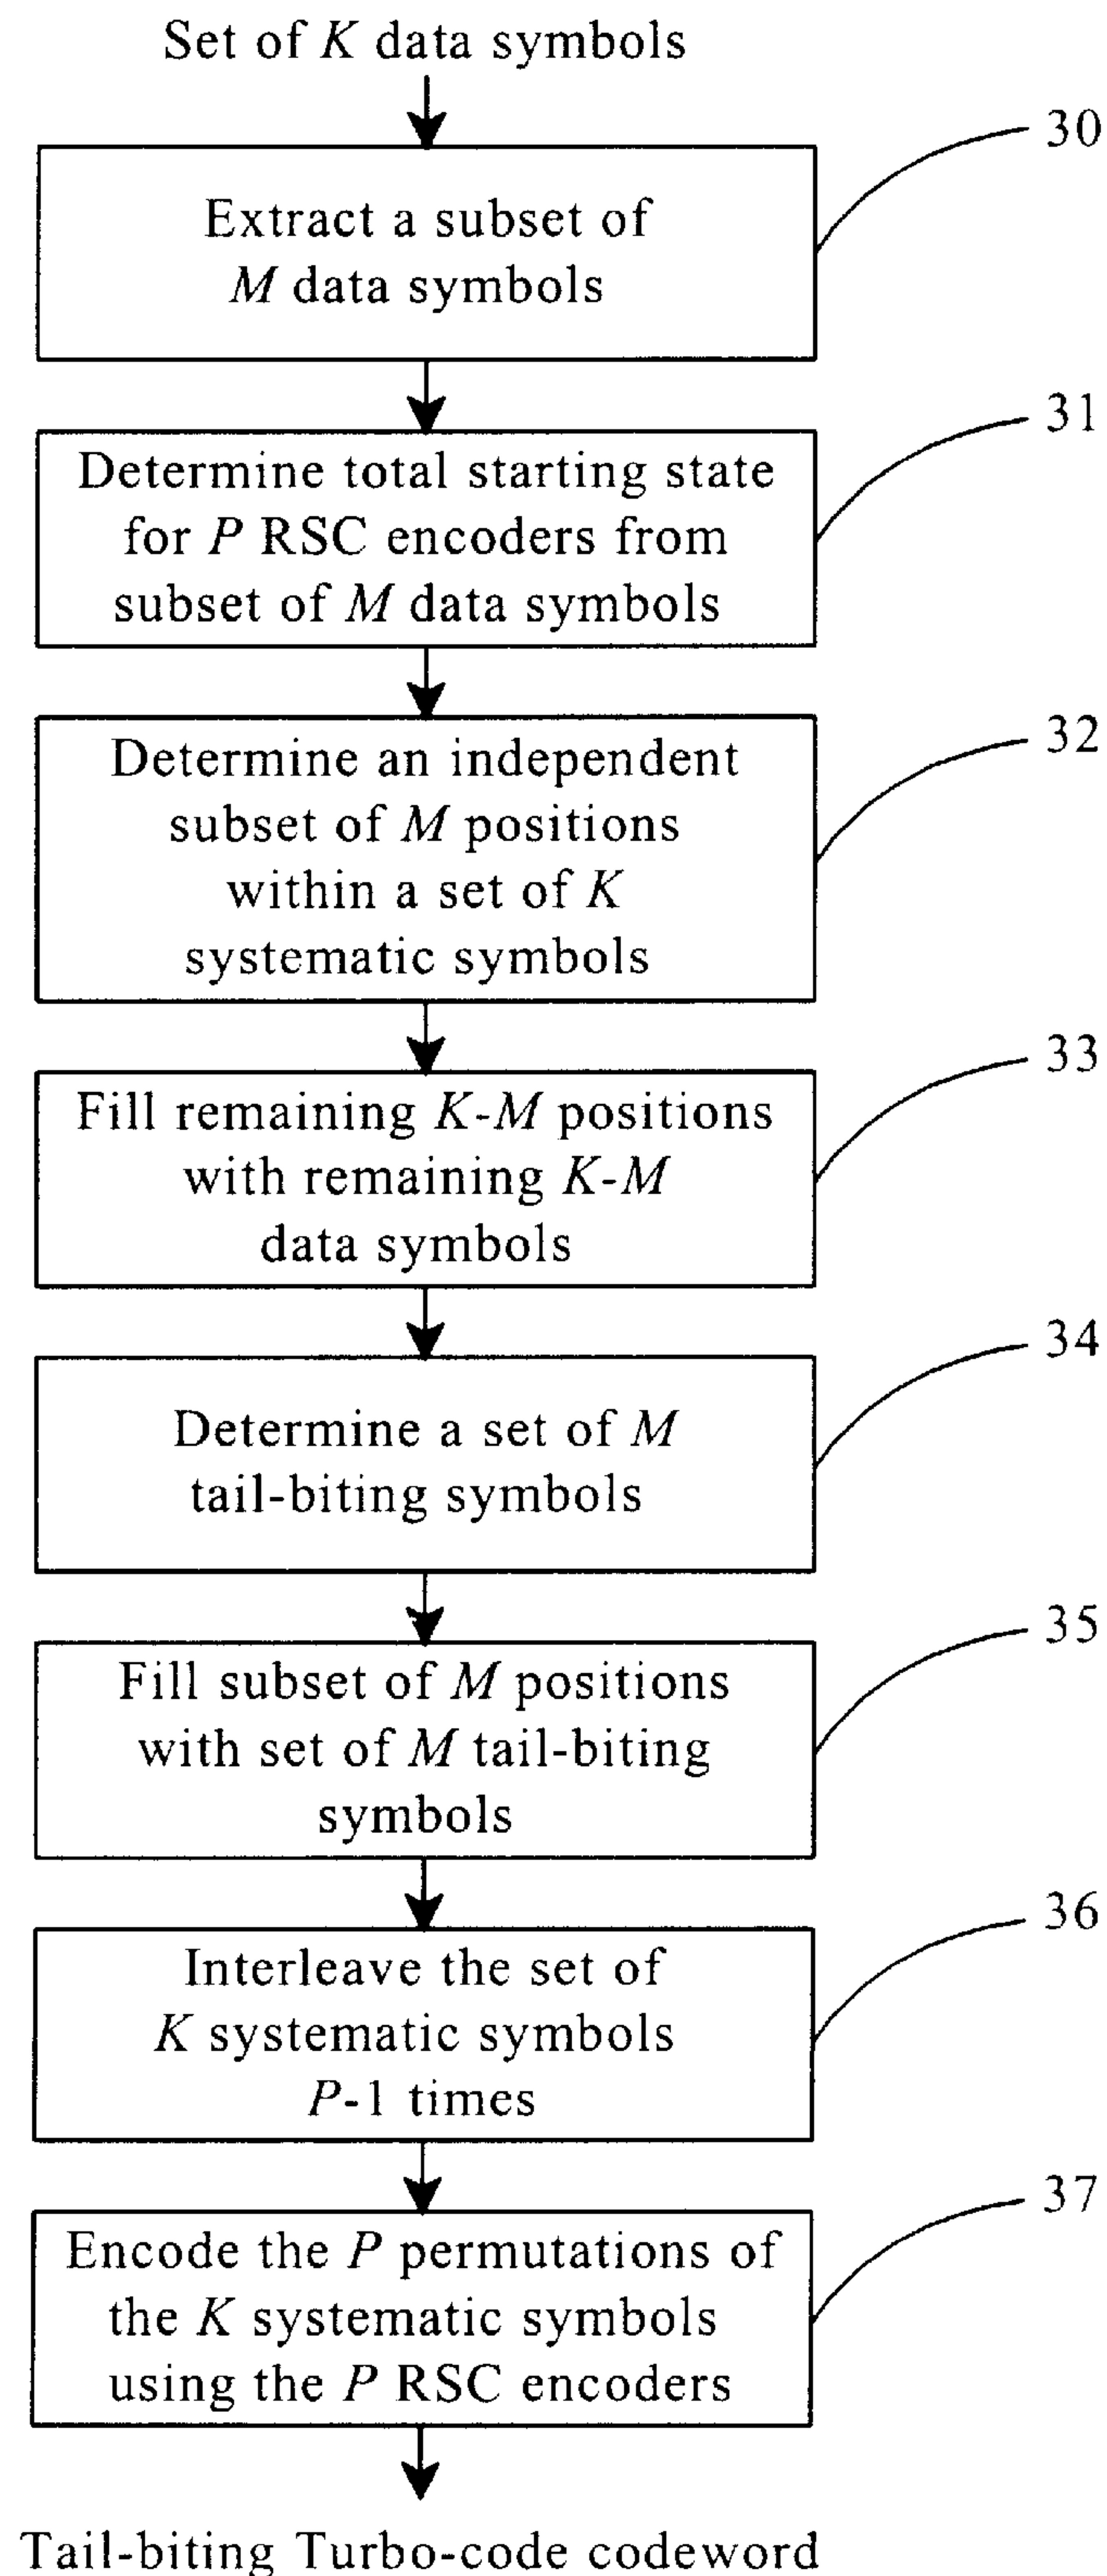 Set of K data symbols
30
Extract a subset of
M data symbols
31
Determine total starting state
for P RSC encoders from
subset of M data symbols
32
Determine an independent
subset of M positions
within a set of K
systematic symbols
33
Fill remaining K-M positions
with remaining K-M
data symbols
34
Determine a set of M
tail-biting symbols
35
Fill subset of M positions
with set of M tail-biting
symbols
36
Interleave the set of
K systematic symbols
P-1 times
37
Encode the P permutations of
the K systematic symbols
using the P RSC encoders
Tail-biting Turbo-code codeword